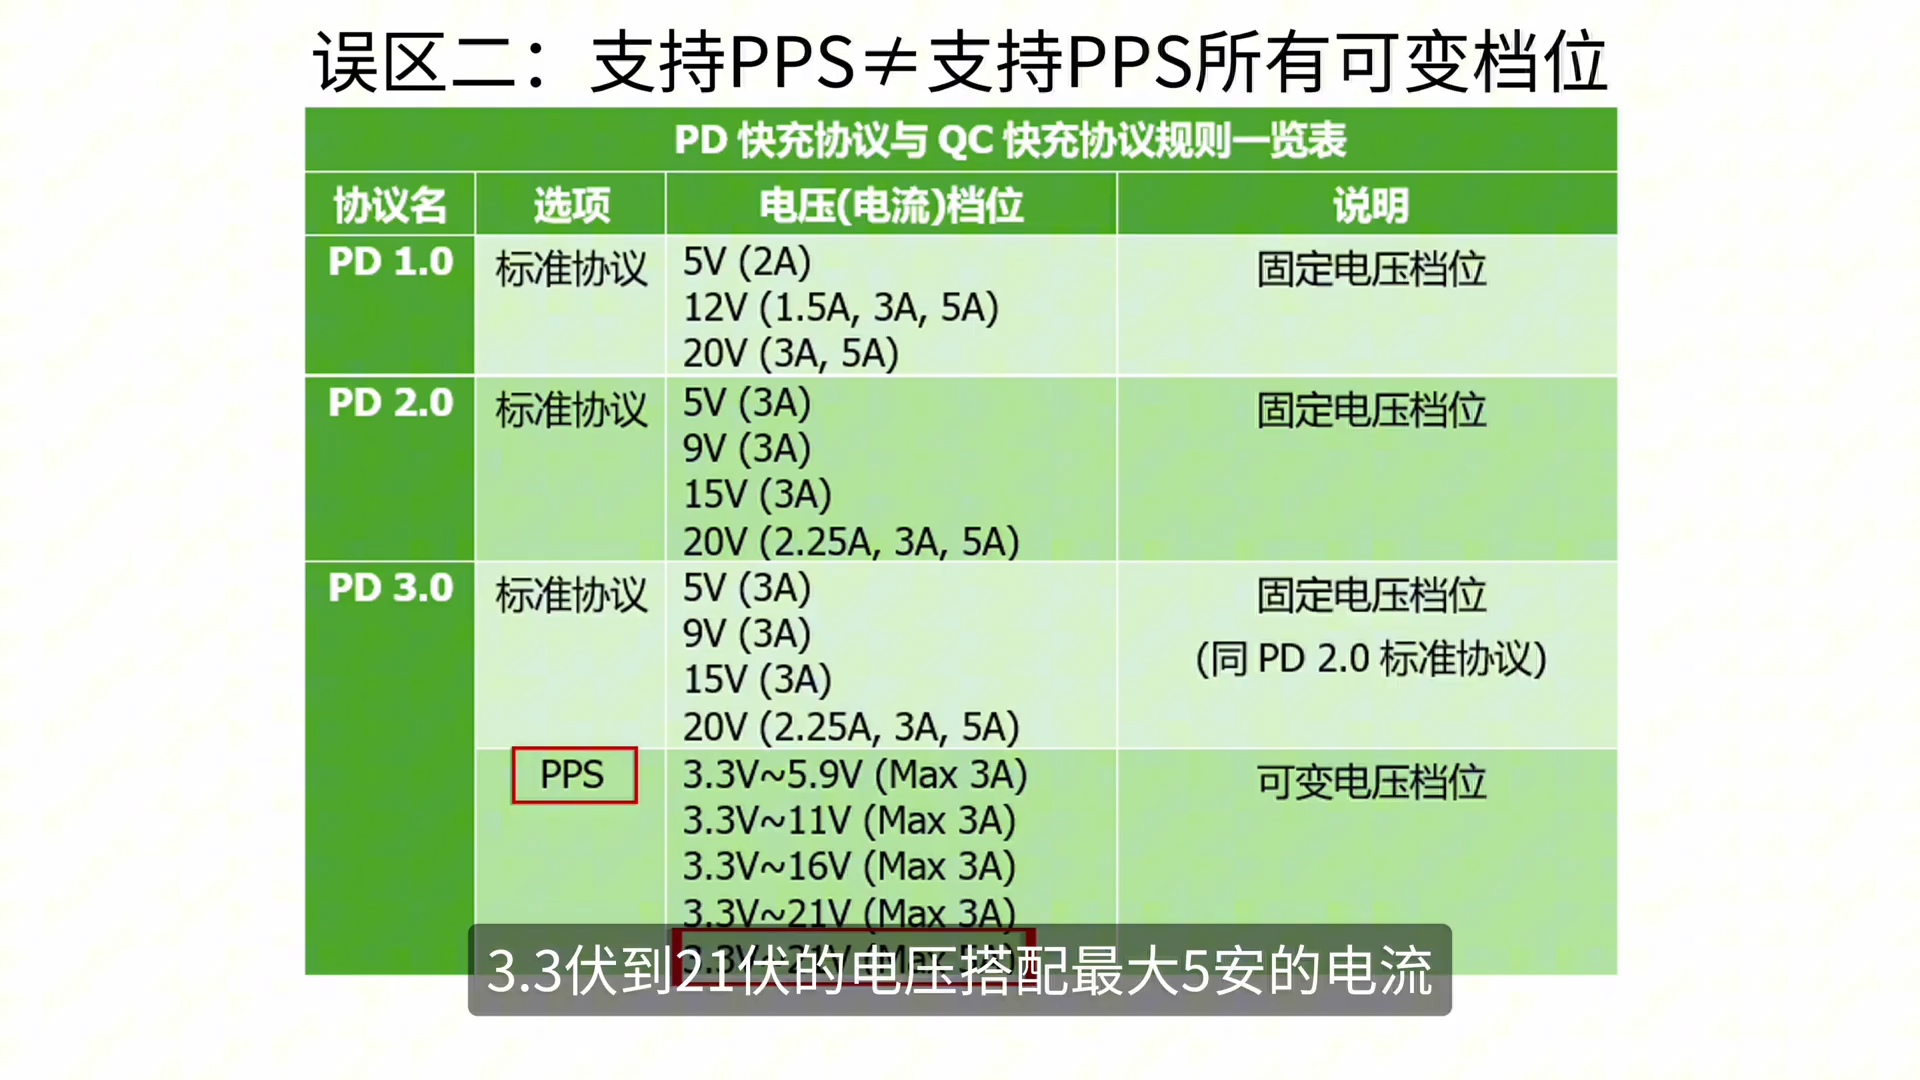 误区二：支持PPS≠支持PPS所有可变档位
PD 快充协议与 QC 快充协议规则一览表
协议名 选项 电压(电流)档位 说明
PD 1.0 标准协议 5V (2A) 固定电压档位
12V (1.5A, 3A, 5A)
20V (3A, 5A)
PD 2.0 标准协议 5V (3A) 固定电压档位
9V (3A)
15V (3A)
20V (2.25A, 3A, 5A)
PD 3.0 标准协议 5V (3A) 固定电压档位
9V (3A) (同 PD 2.0 标准协议)
15V (3A)
20V (2.25A, 3A, 5A)
PPS 3.3V~5.9V (Max 3A) 可变电压档位
3.3V~11V (Max 3A)
3.3V~16V (Max 3A)
3.3V~21V (Max 3A)
3.3V~21V (Max 5A)
3.3伏到21伏的电压搭配最大5安的电流